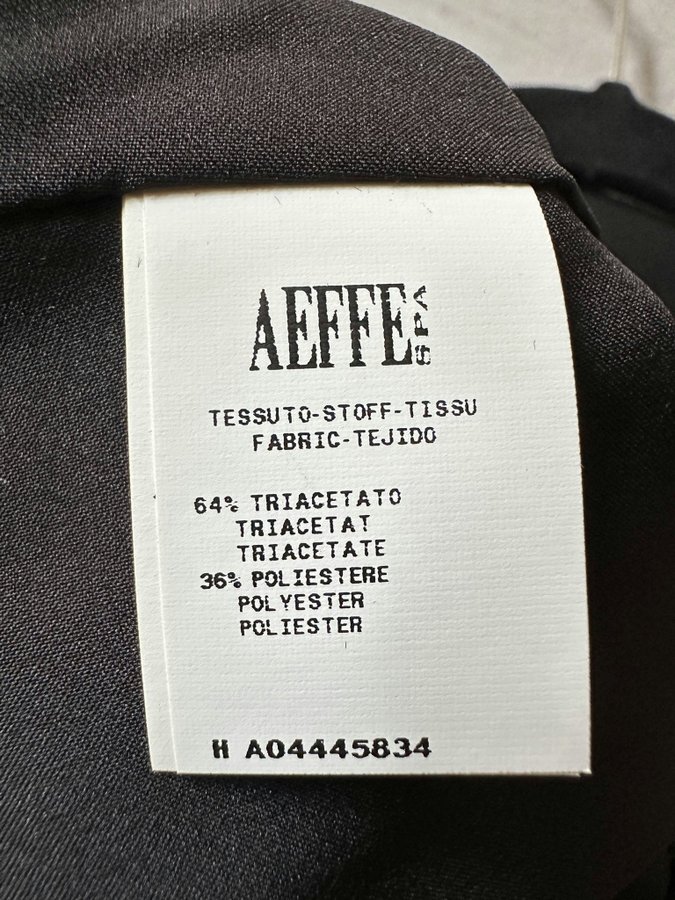 AEFFE SPA
TESSUTO-STOFF-TISSU
FABRIC-TEJIDO
64% TRIACETATO
TRIACETAT
TRIACETATE
36% POLIESTERE
POLYESTER
POLIESTER
H A04445834